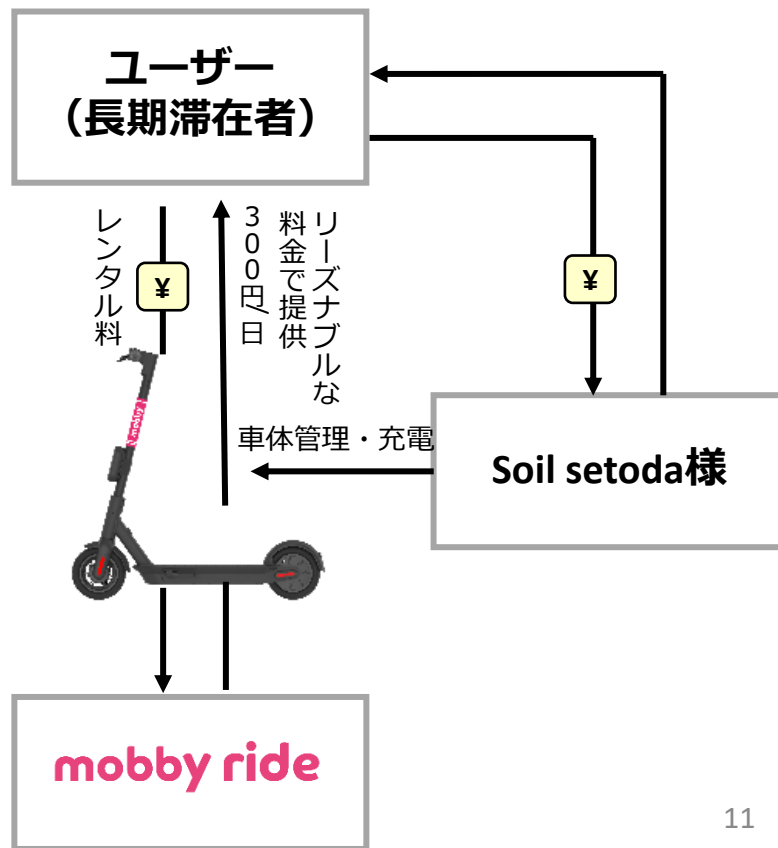 ユーザー
（長期滞在者）
レンタル料
¥
リーズナブルな
料金で提供
300円/日
¥
車体管理・充電
Soil setoda様
mobby
mobby ride
11